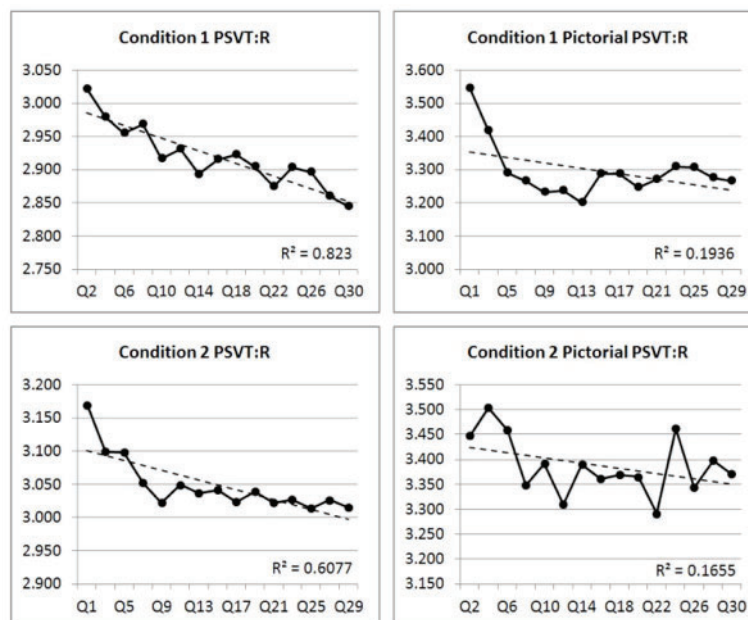 Condition 1 PSVT:R
3.050
3.000
2.950
2.900
2.850
2.800
2.750
R² = 0.823
Q2 Q6 Q10 Q14 Q18 Q22 Q26 Q30
Condition 1 Pictorial PSVT:R
3.600
3.500
3.400
3.300
3.200
3.100
3.000
R² = 0.1936
Q1 Q5 Q9 Q13 Q17 Q21 Q25 Q29
Condition 2 PSVT:R
3.200
3.150
3.100
3.050
3.000
2.950
2.900
R² = 0.6077
Q1 Q5 Q9 Q13 Q17 Q21 Q25 Q29
Condition 2 Pictorial PSVT:R
3.550
3.500
3.450
3.400
3.350
3.300
3.250
3.200
3.150
R² = 0.1655
Q2 Q6 Q10 Q14 Q18 Q22 Q26 Q30